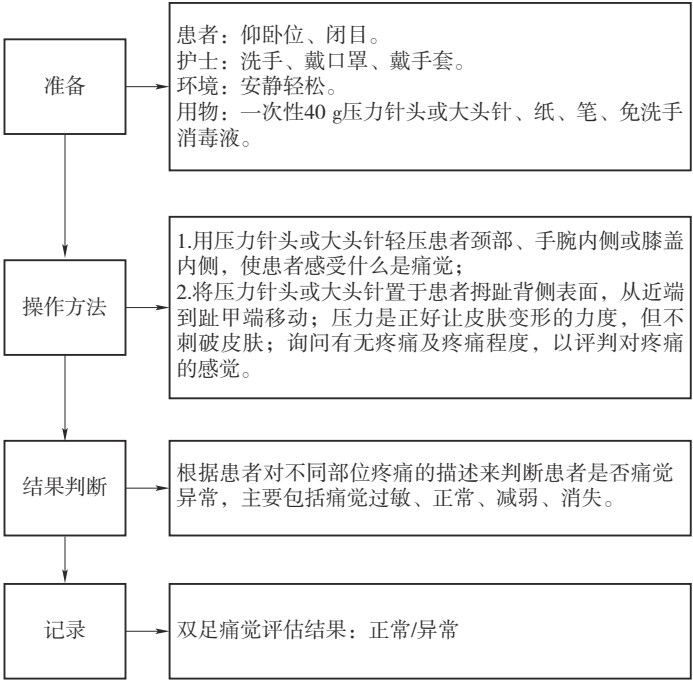 准备
患者：仰卧位、闭目。
护士：洗手、戴口罩、戴手套。
环境：安静轻松。
用物：一次性40 g压力针头或大头针、纸、笔、免洗手
消毒液。
操作方法
1.用压力针头或大头针轻压患者颈部、手腕内侧或膝盖
内侧，使患者感受什么是痛觉；
2.将压力针头或大头针置于患者拇趾背侧表面，从近端
到趾甲端移动；压力是正好让皮肤变形的力度，但不
刺破皮肤；询问有无疼痛及疼痛程度，以评判对疼痛
的感觉。
结果判断
根据患者对不同部位疼痛的描述来判断患者是否痛觉
异常，主要包括痛觉过敏、正常、减弱、消失。
记录
双足痛觉评估结果：正常/异常